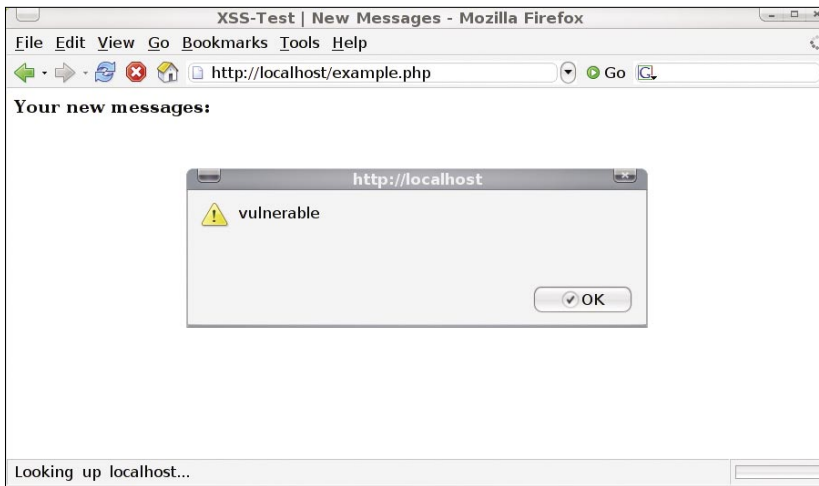 XSS-Test | New Messages - Mozilla Firefox
File Edit View Go Bookmarks Tools Help
http://localhost/example.php Go G
Your new messages:
http://localhost
vulnerable
OK
Looking up localhost...